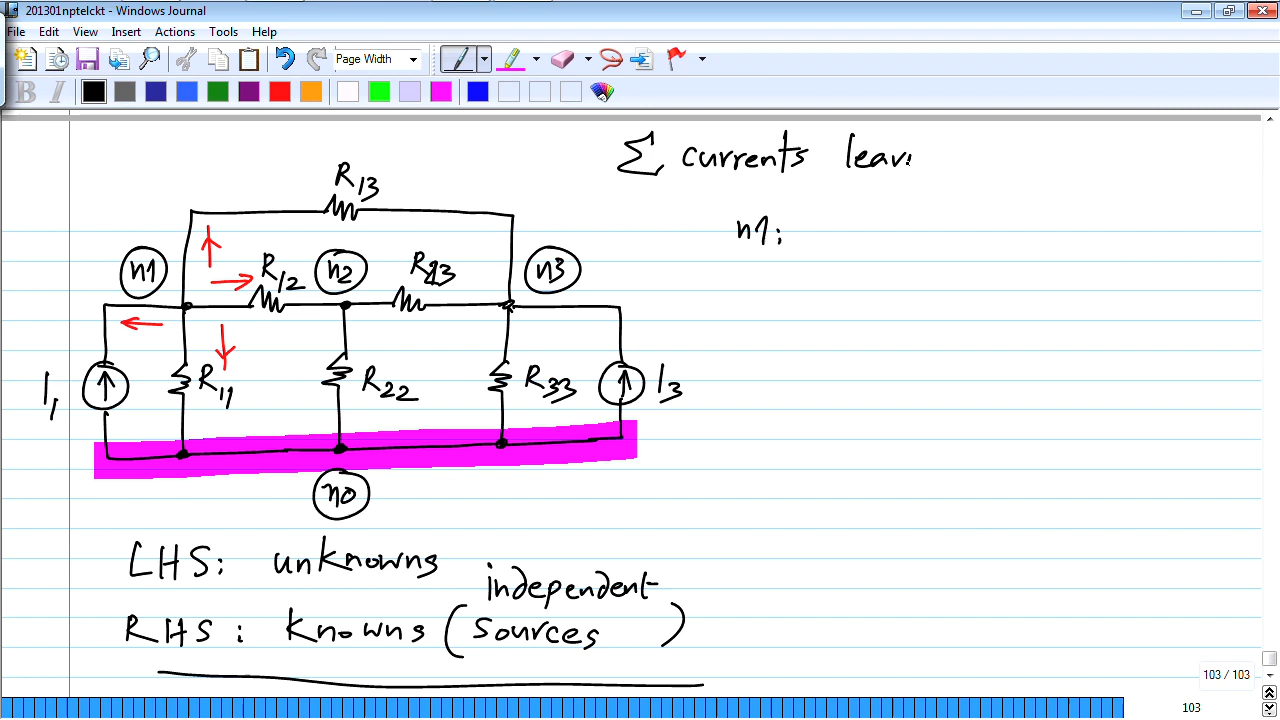 201301nptelckt - Windows Journal
File Edit View Insert Actions Tools Help
Page Width
B I
Σ currents leavi
R13
n1:
n1 R12 n2 R23 n3
I1 R11 R22 R33 I3
n0
LHS: unknowns
independent
RHS: knowns (sources )
103 / 103
103